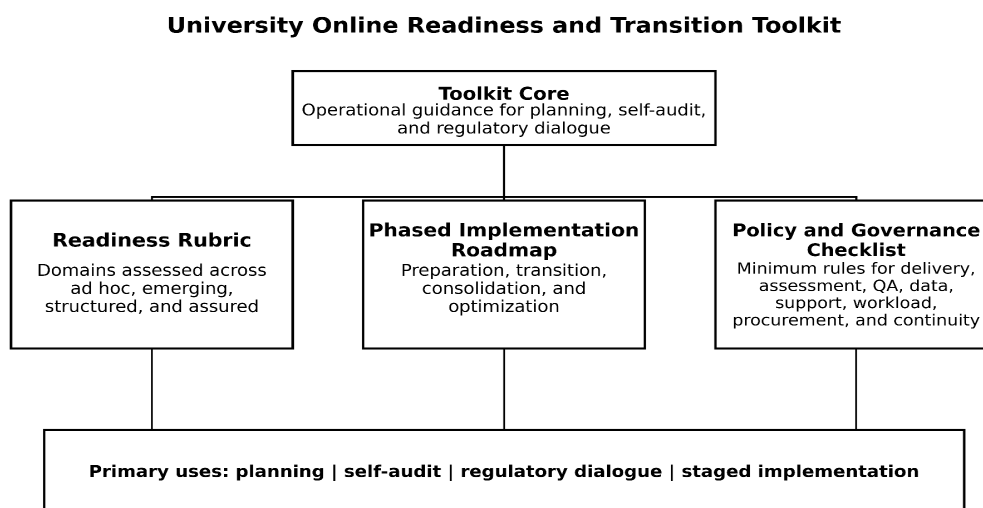 University Online Readiness and Transition Toolkit
Toolkit Core
Operational guidance for planning, self-audit,
and regulatory dialogue
Readiness Rubric
Domains assessed across
ad hoc, emerging,
structured, and assured
Phased Implementation
Roadmap
Preparation, transition,
consolidation, and
optimization
Policy and Governance
Checklist
Minimum rules for delivery,
assessment, QA, data,
support, workload,
procurement, and continuity
Primary uses: planning | self-audit | regulatory dialogue | staged implementation